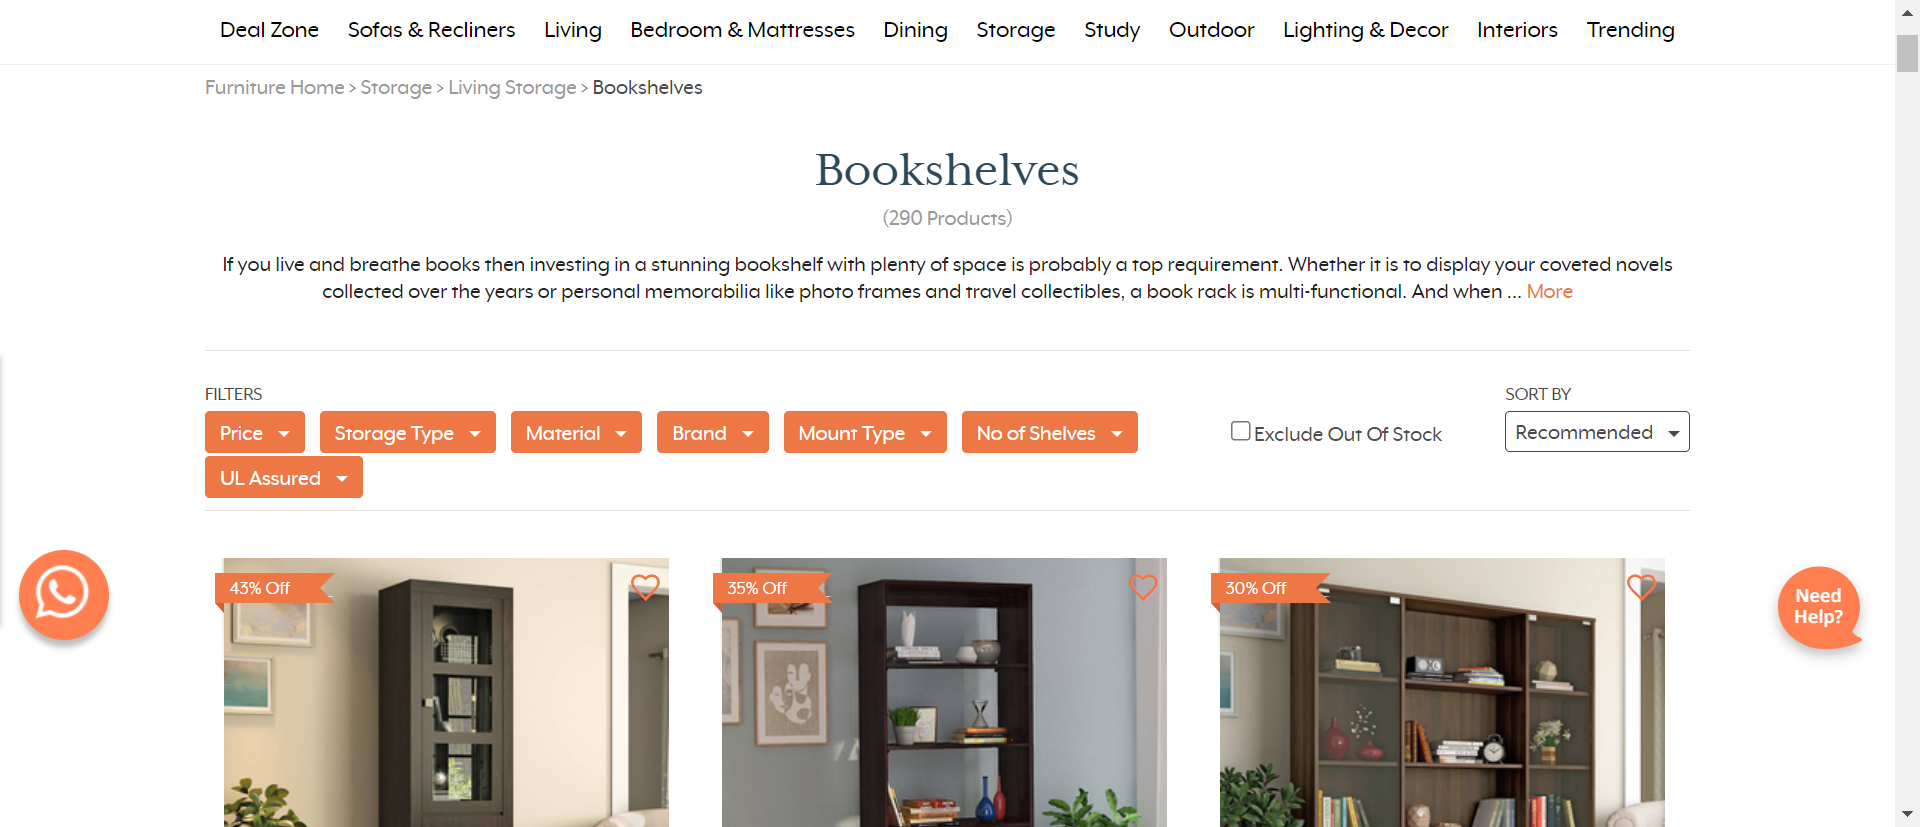 Deal Zone Sofas & Recliners Living Bedroom & Mattresses Dining Storage Study Outdoor Lighting & Decor Interiors Trending
Furniture Home > Storage > Living Storage > Bookshelves
Bookshelves
(290 Products)
If you live and breathe books then investing in a stunning bookshelf with plenty of space is probably a top requirement. Whether it is to display your coveted novels
collected over the years or personal memorabilia like photo frames and travel collectibles, a book rack is multi-functional. And when ... More
FILTERS
SORT BY
Price Storage Type Material Brand Mount Type No of Shelves
Exclude Out Of Stock
Recommended
UL Assured
43% Off
35% Off
30% Off
Need
Help?